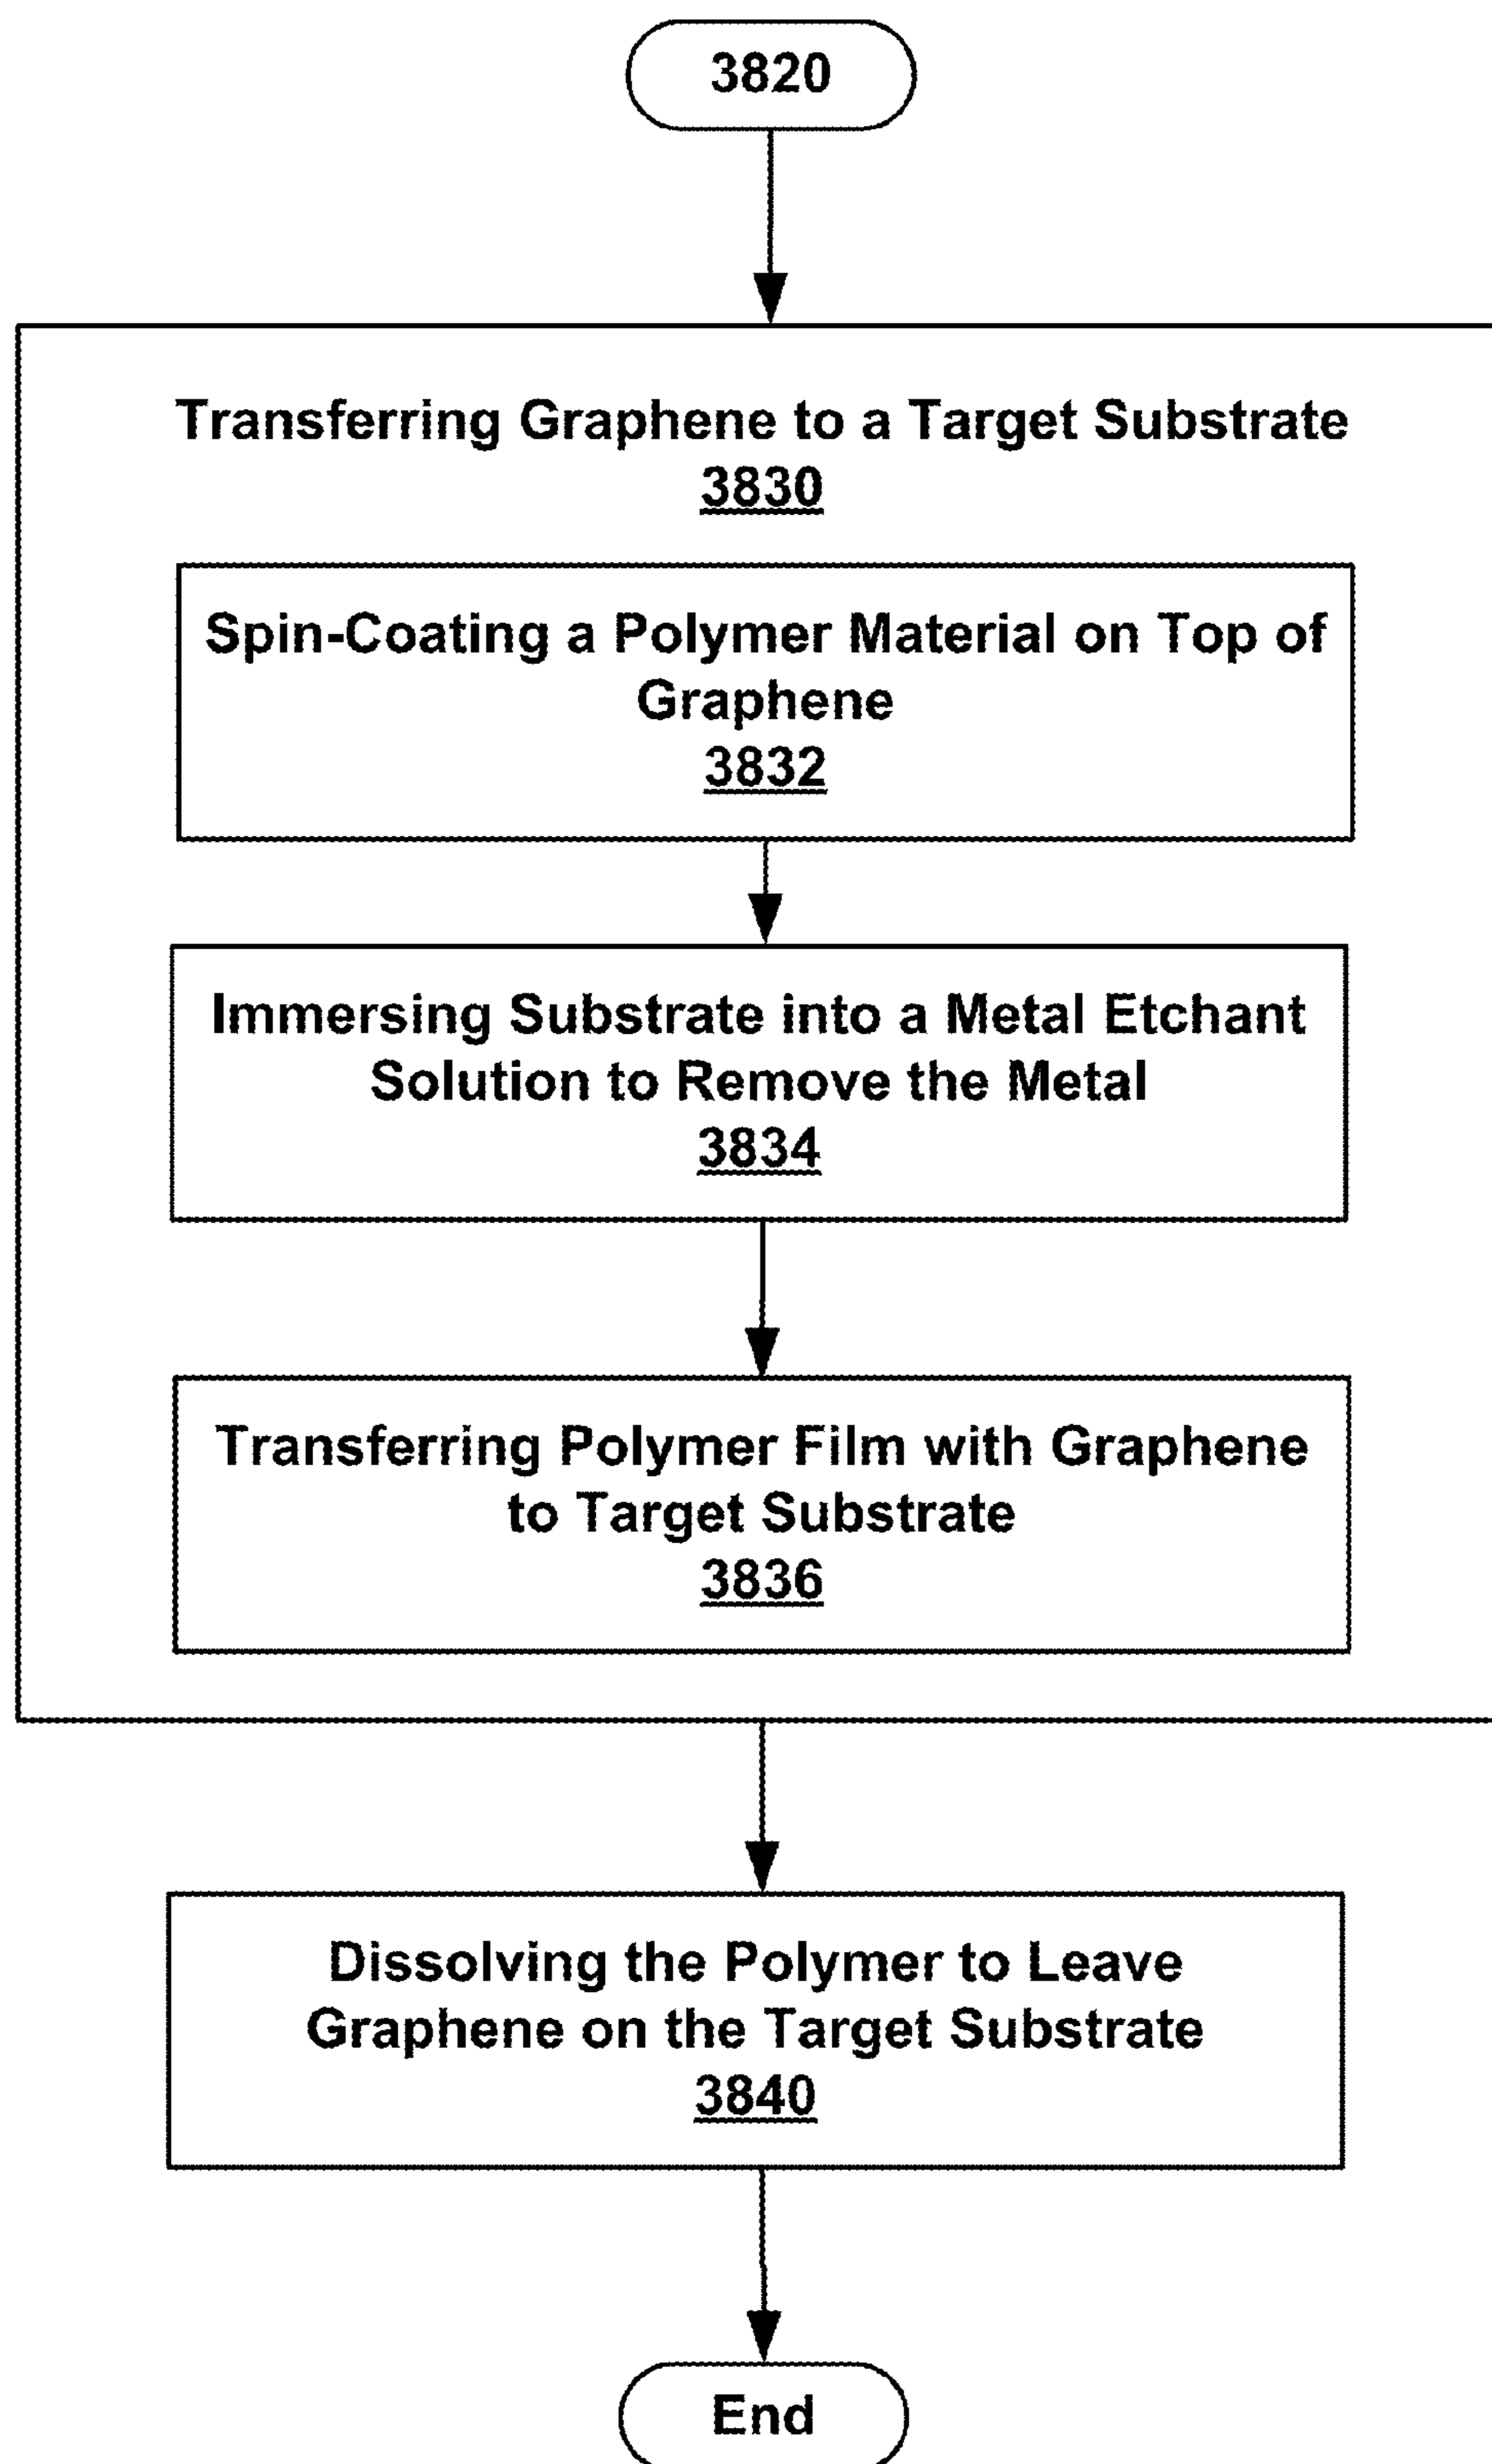 3820
Transferring Graphene to a Target Substrate
3830
Spin-Coating a Polymer Material on Top of
Graphene
3832
Immersing Substrate into a Metal Etchant
Solution to Remove the Metal
3834
Transferring Polymer Film with Graphene
to Target Substrate
3836
Dissolving the Polymer to Leave
Graphene on the Target Substrate
3840
End